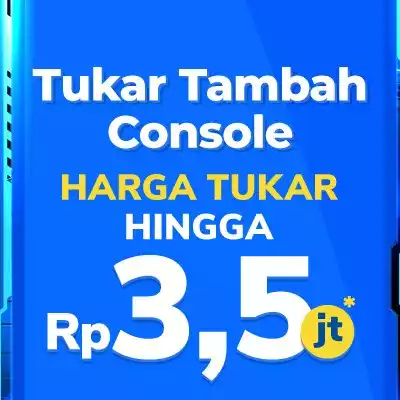 Tukar Tambah
Console
HARGA TUKAR
HINGGA
Rp3,5jt*